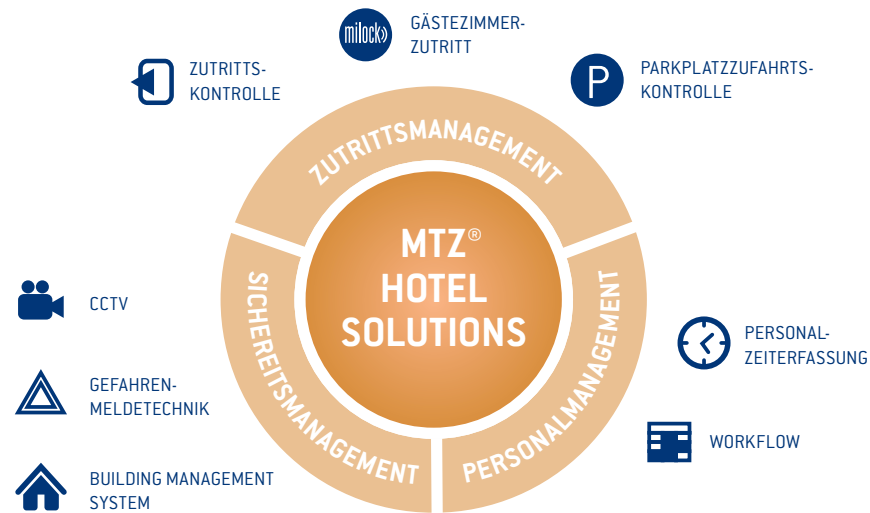 milock
GÄSTEZIMMER-
ZUTRITT
ZUTRITTS-
KONTROLLE
P
PARKPLATZZUFAHRTS-
KONTROLLE
ZUTRITTSMANAGEMENT
MTZ®
HOTEL
SOLUTIONS
SICHEREITSMANAGEMENT
PERSONALMANAGEMENT
CCTV
GEFAHREN-
MELDETECHNIK
BUILDING MANAGEMENT
SYSTEM
PERSONAL-
ZEITERFASSUNG
WORKFLOW